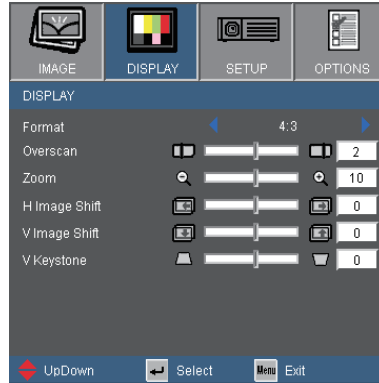 IMAGE DISPLAY SETUP OPTIONS
DISPLAY
Format 4:3
Overscan 2
Zoom 10
H Image Shift 0
V Image Shift 0
V Keystone 0
UpDown Select Menu Exit